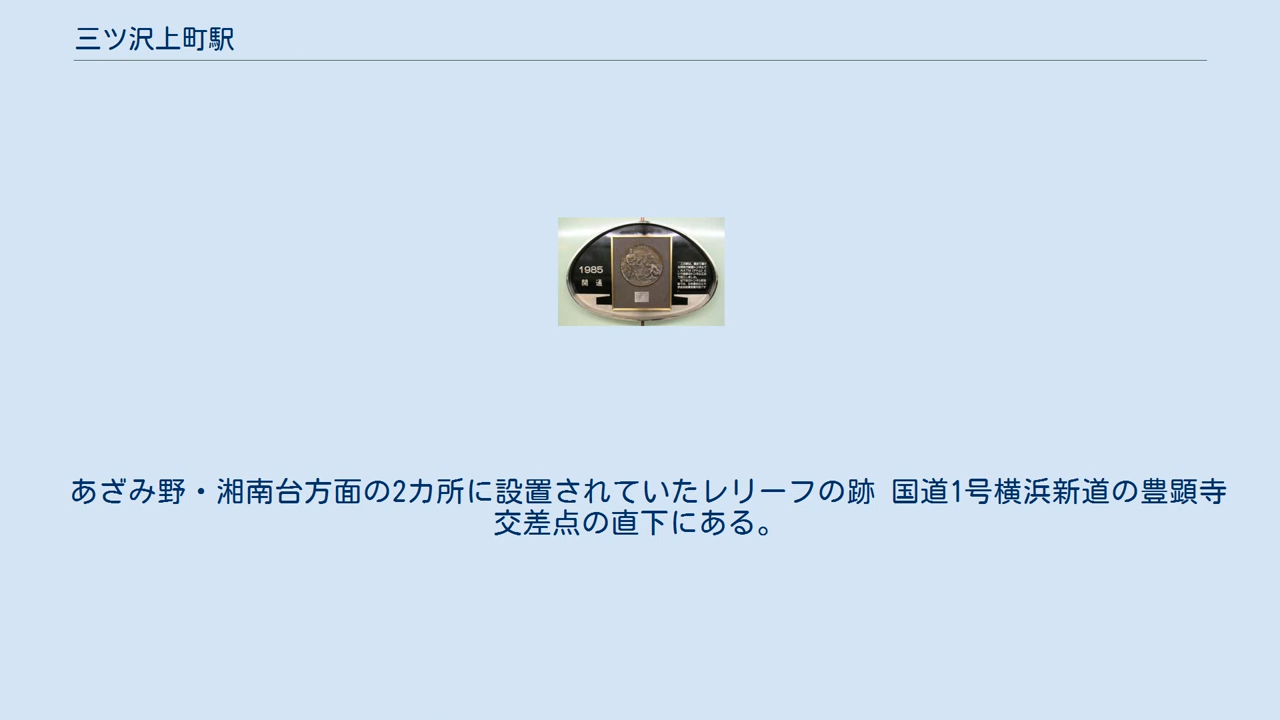 三ツ沢上町駅
1985
開 通
あざみ野・湘南台方面の2カ所に設置されていたレリーフの跡 国道1号横浜新道の豊顕寺
交差点の直下にある。